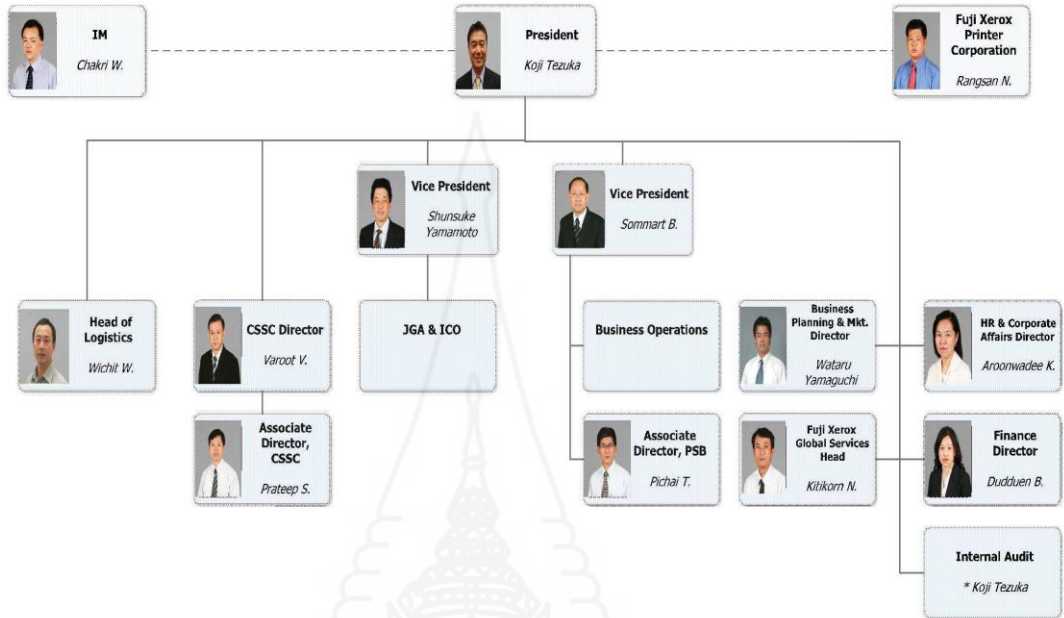 IM
Chakri W.
President
Koji Tezuka
Fuji Xerox
Printer
Corporation
Rangsan N.
Vice President
Shunsuke
Yamamoto
Vice President
Sommart B.
Head of
Logistics
Wichit W.
CSSC Director
Varoot V.
JGA & ICO
Business Operations
Business
Planning & Mkt.
Director
Wataru
Yamaguchi
HR & Corporate
Affairs Director
Aroonwadee K.
Associate
Director,
CSSC
Prateep S.
Associate
Director, PSB
Pichai T.
Fuji Xerox
Global Services
Head
Kitikorn N.
Finance
Director
Dudduen B.
Internal Audit
* Koji Tezuka